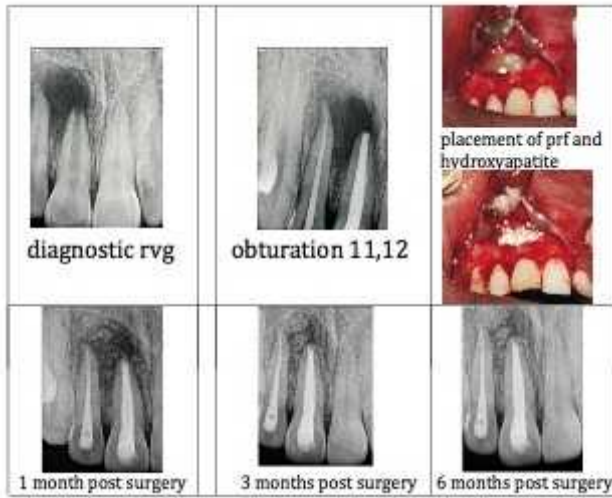 diagnostic rvg
obturation 11,12
placement of prf and
hydroxyapatite
1 month post surgery
3 months post surgery
6 months post surgery